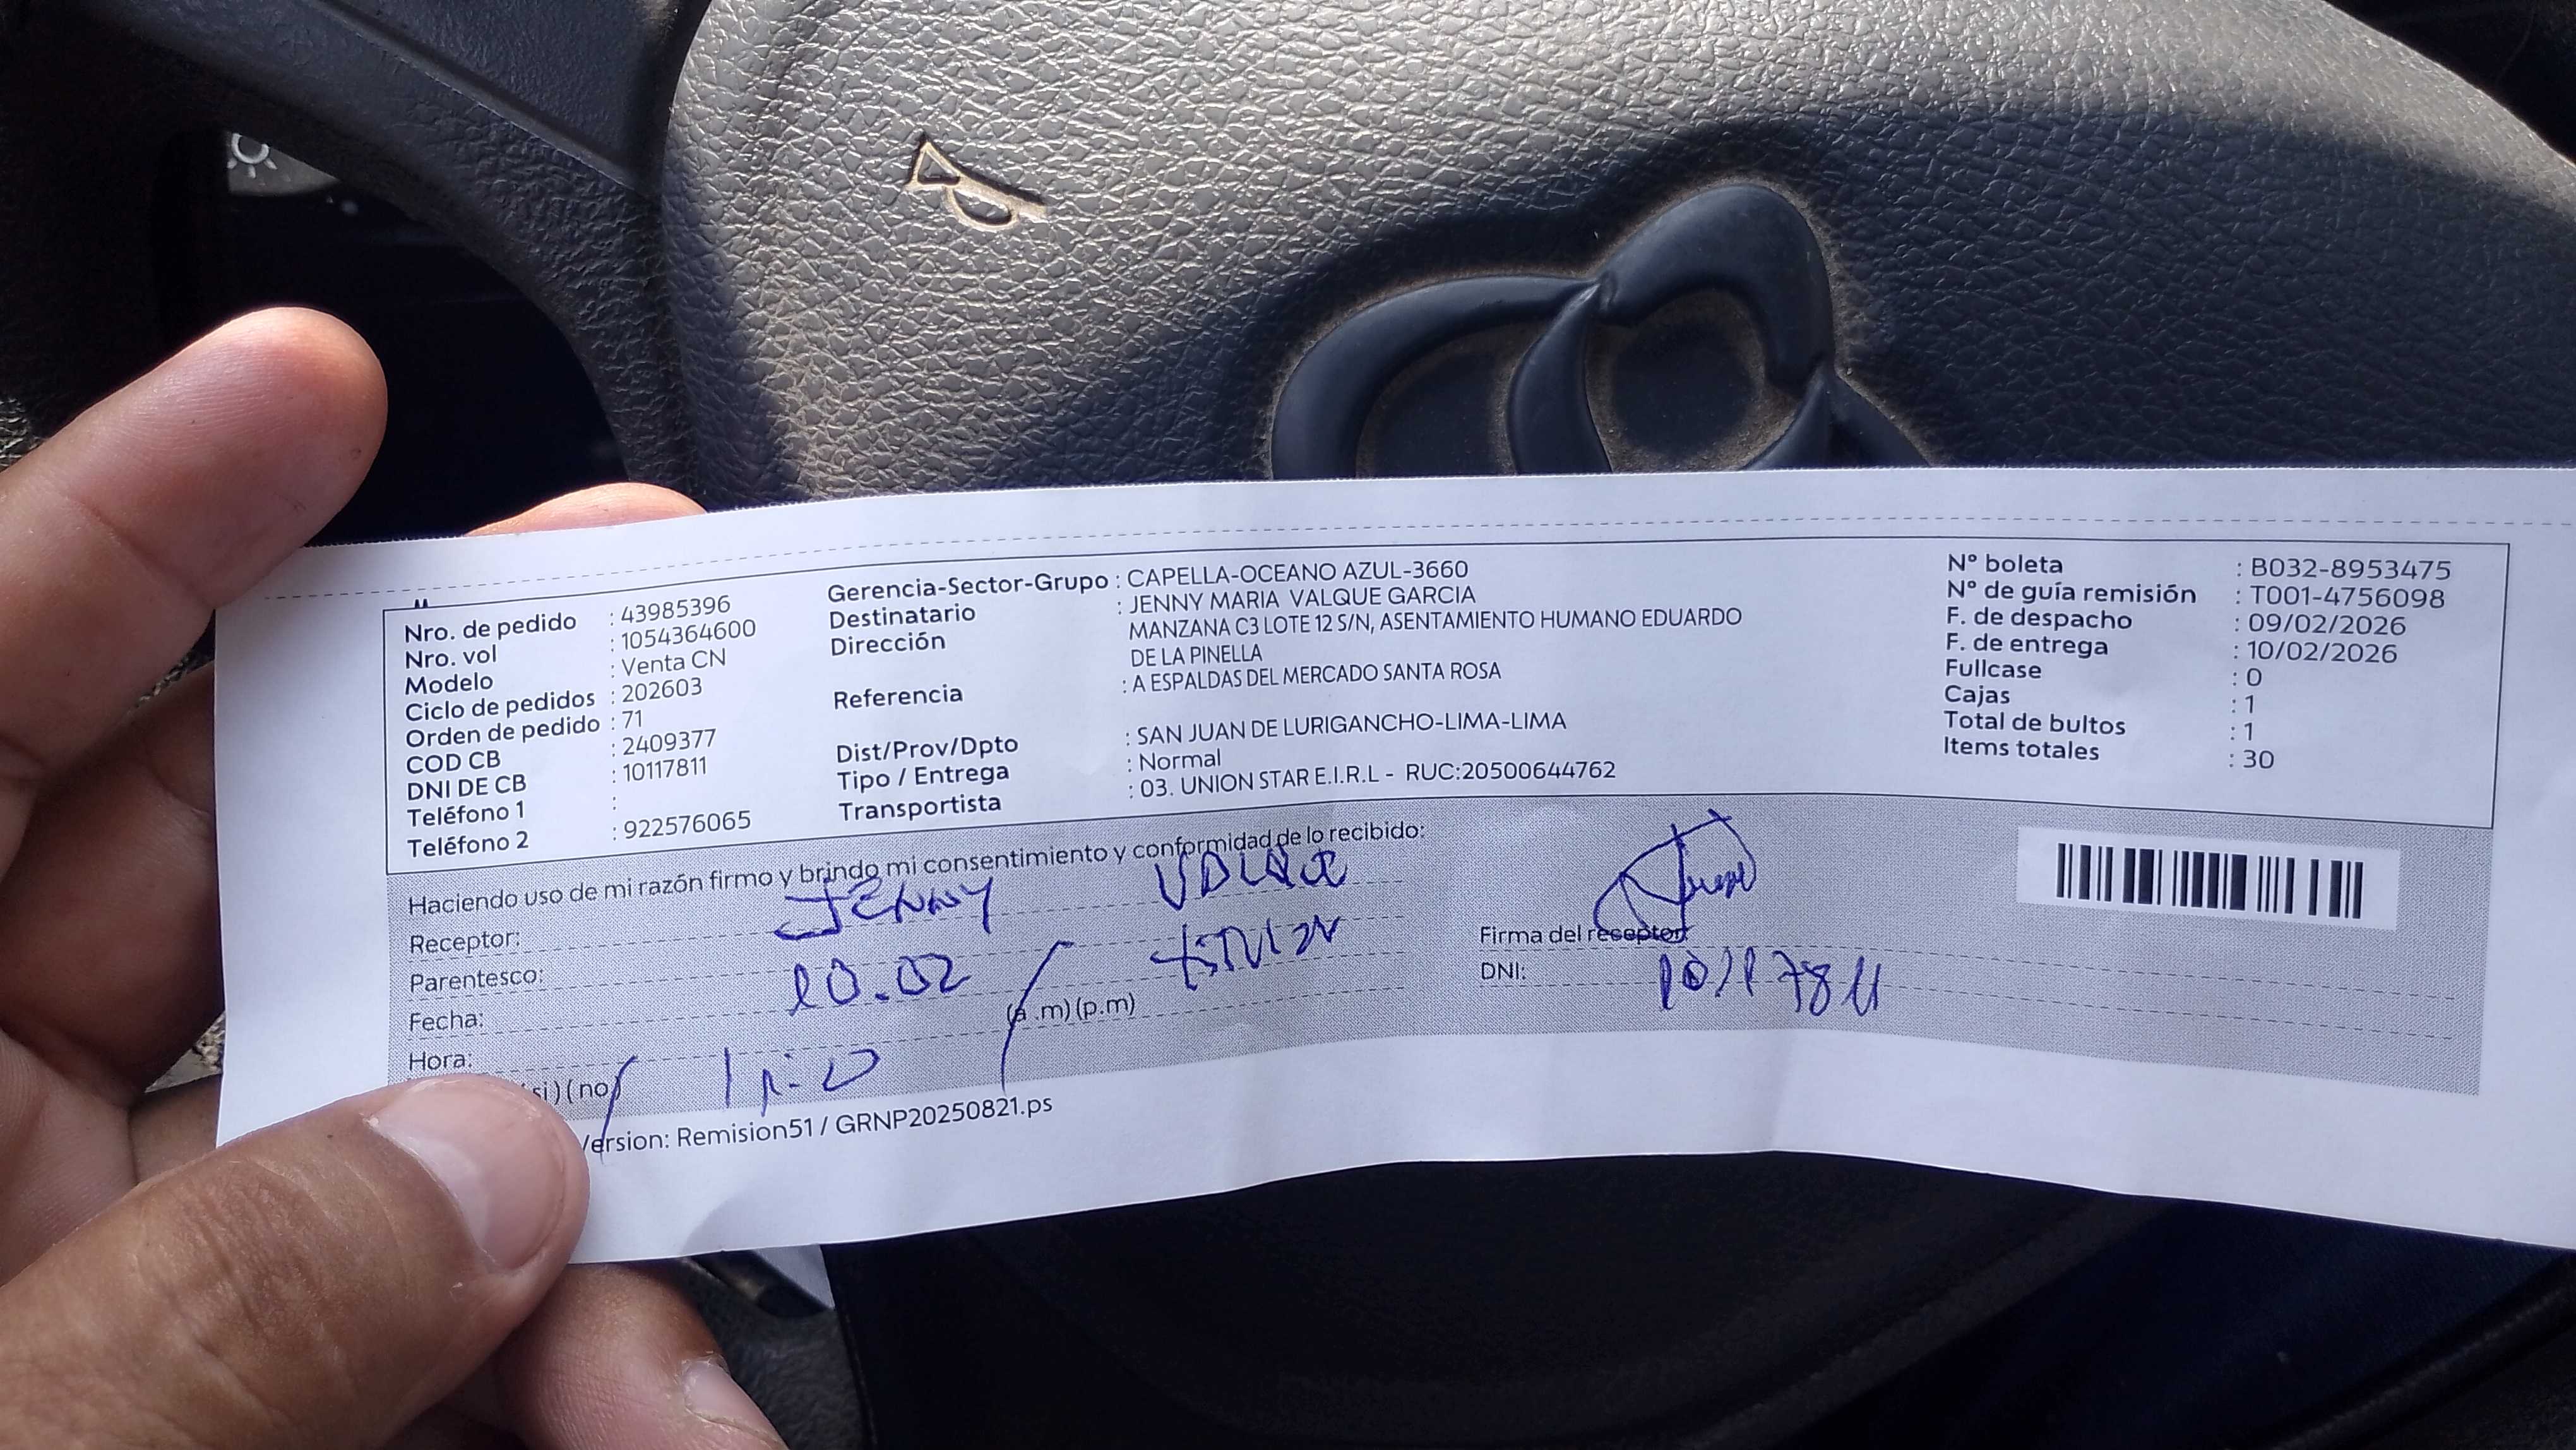 Nro. de pedido : 43985396
Nro. vol : 1054364600
Modelo : Venta CN
Ciclo de pedidos : 202603
Orden de pedido : 71
COD CB : 2409377
DNI DE CB : 10117811
Teléfono 1 :
Teléfono 2 : 922576065
Gerencia-Sector-Grupo : CAPELLA-OCEANO AZUL-3660
Destinatario : JENNY MARIA VALQUE GARCIA
Dirección MANZANA C3 LOTE 12 S/N, ASENTAMIENTO HUMANO EDUARDO
DE LA PINELLA
Referencia : A ESPALDAS DEL MERCADO SANTA ROSA
Dist/Prov/Dpto : SAN JUAN DE LURIGANCHO-LIMA-LIMA
Tipo / Entrega : Normal
Transportista : 03. UNION STAR E.I.R.L - RUC:20500644762
Nº boleta : B032-8953475
Nº de guía remisión : T001-4756098
F. de despacho : 09/02/2026
F. de entrega : 10/02/2026
Fullcase : 0
Cajas : 1
Total de bultos : 1
Items totales : 30
Haciendo uso de mi razón firmo y brindo mi consentimiento y conformidad de lo recibido:
Receptor: JENNY
Parentesco:
Fecha: 10.02
Hora: (a.m) (p.m)
si) (no)
Firma del receptor:
DNI: 10117811
Version: Remision51 / GRNP20250821.ps